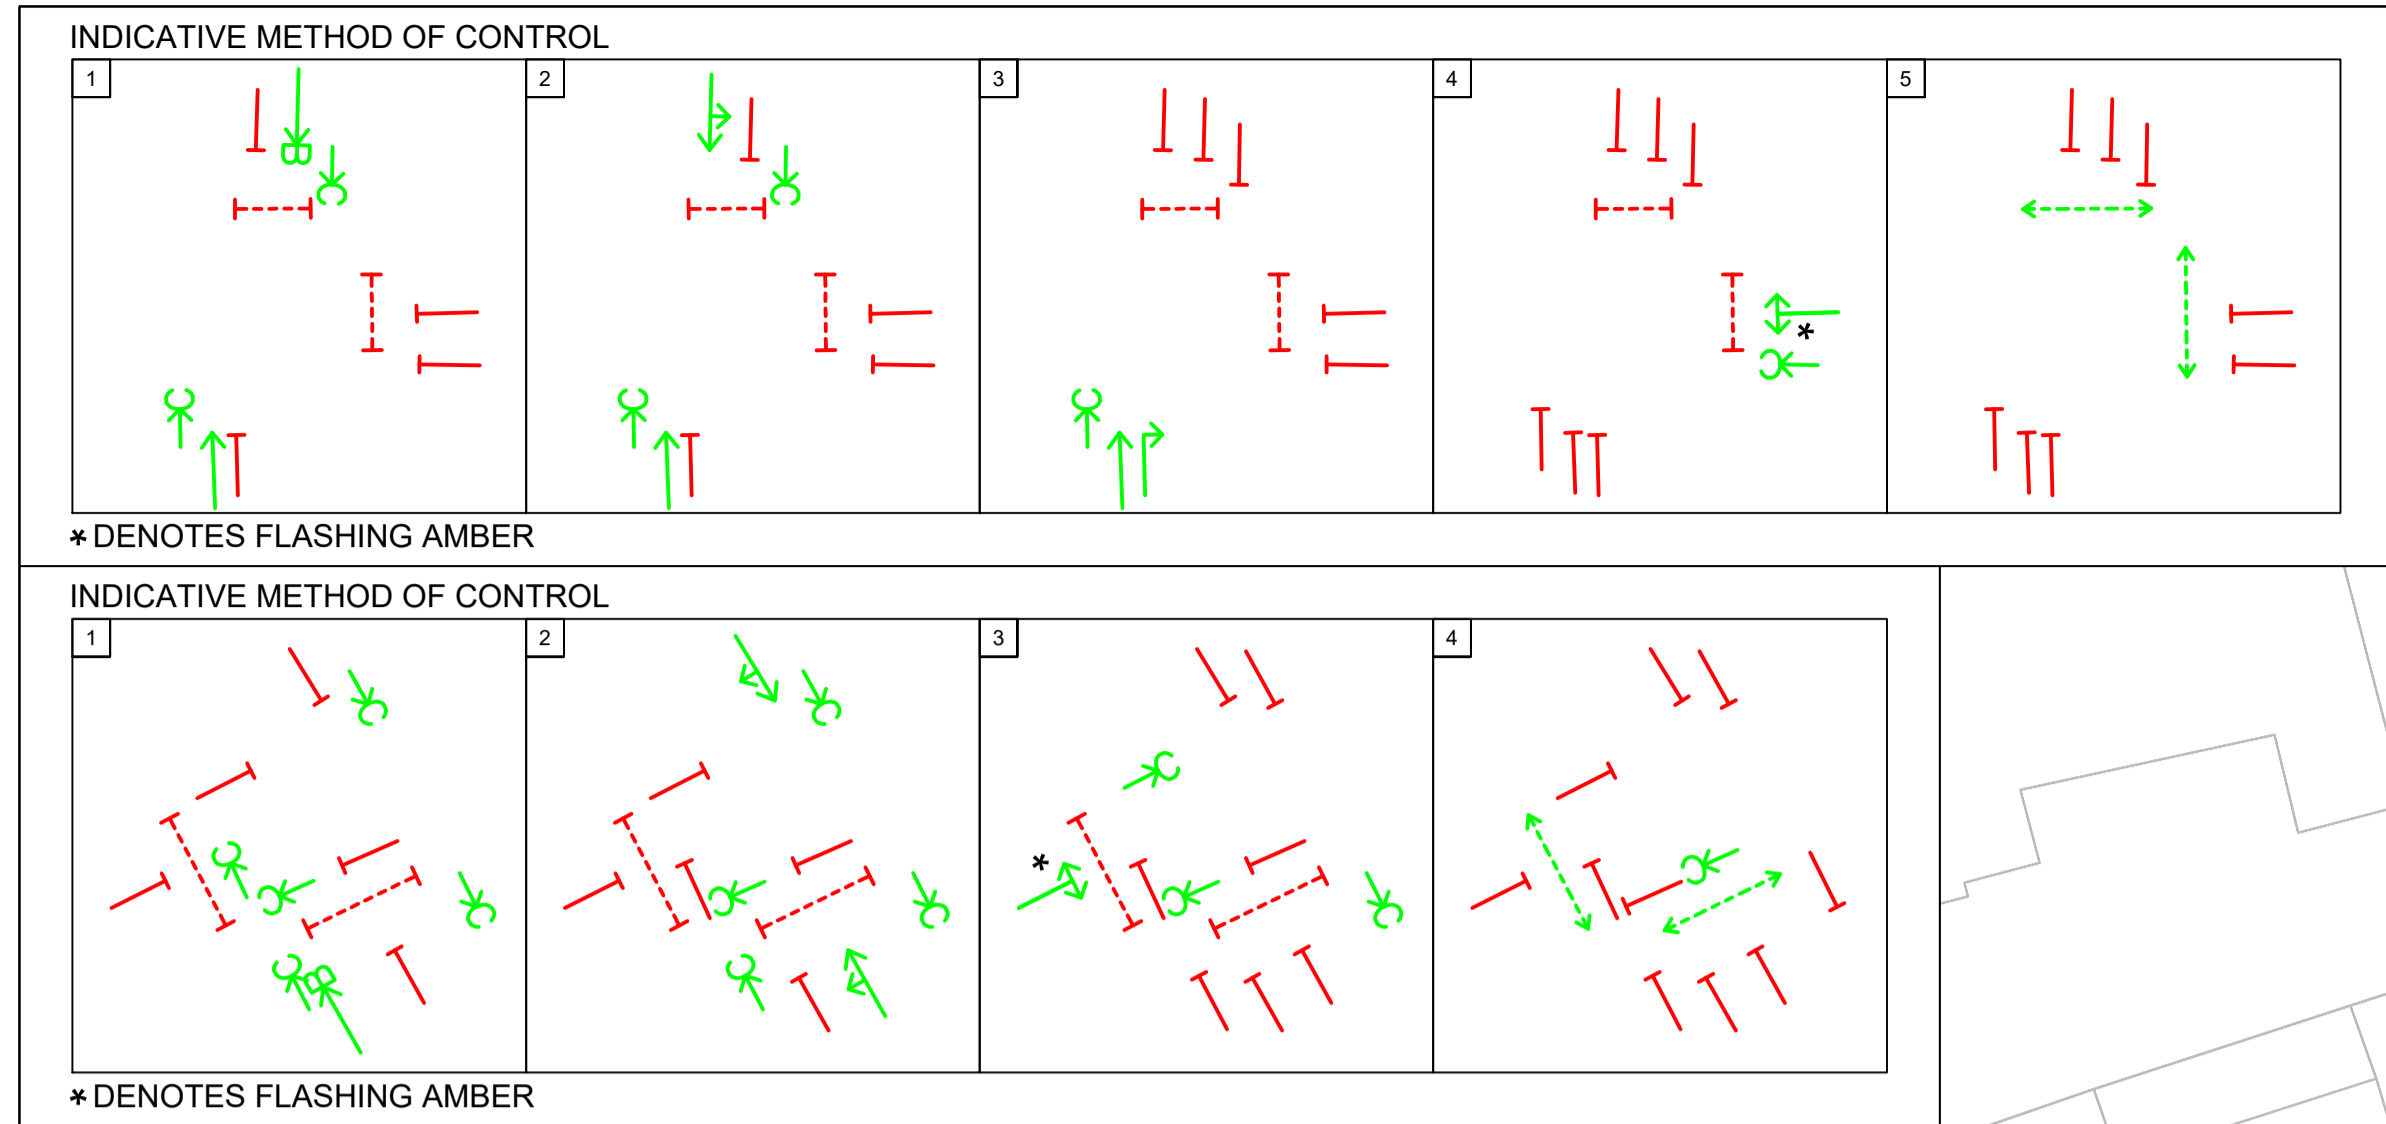 INDICATIVE METHOD OF CONTROL
1 2 3 4 5
B C C
C C
C
* C
* DENOTES FLASHING AMBER
INDICATIVE METHOD OF CONTROL
1 2 3 4
C C C C C B
C C C C
C * C C
C
* DENOTES FLASHING AMBER